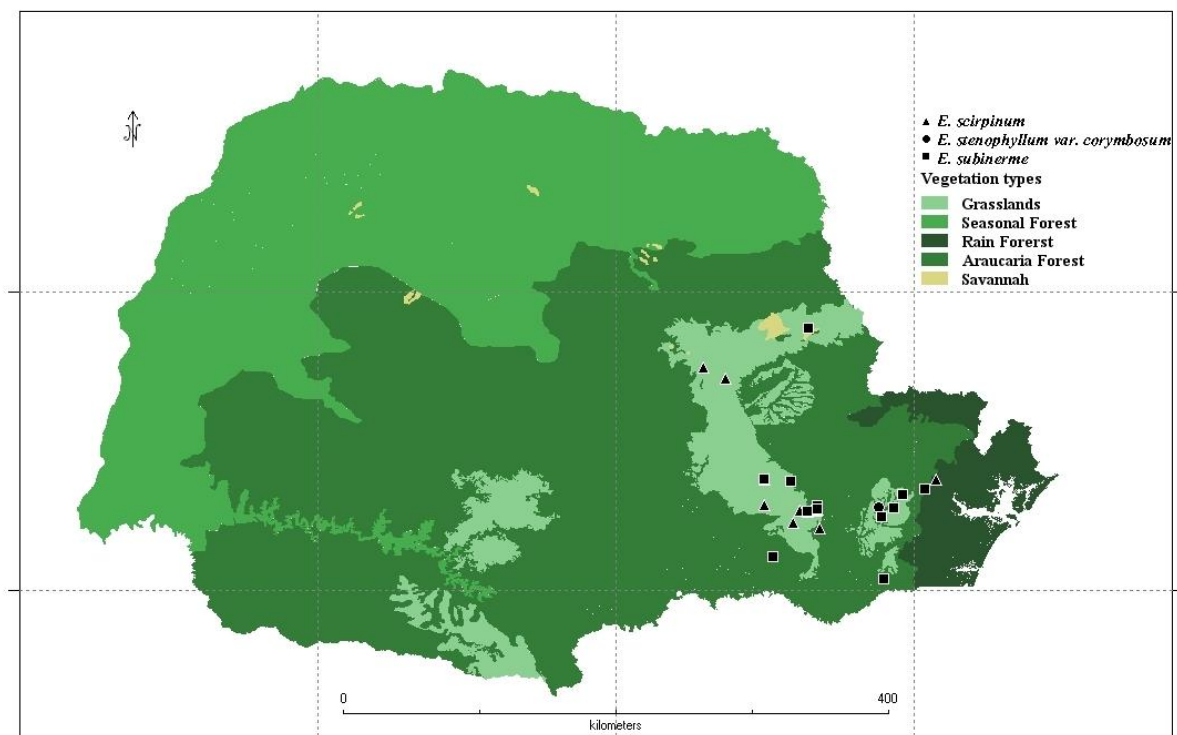 N
E. scirpinum
E. stenophyllum var. corymbosum
E. subinerme
Vegetation types
Grasslands
Seasonal Forest
Rain Forerst
Araucaria Forest
Savannah
0 400
kilometers